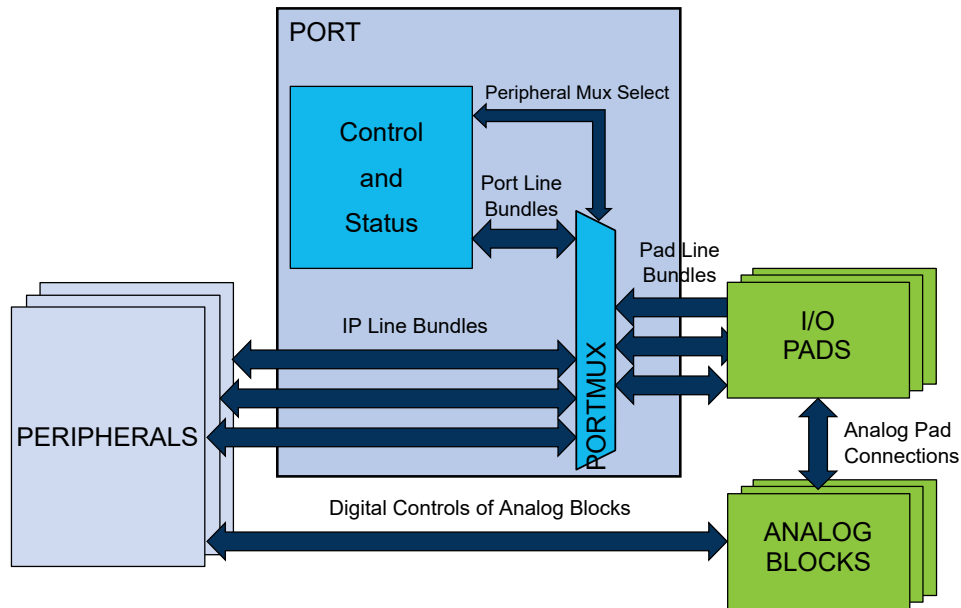 PORT
Peripheral Mux Select
Control
and
Status
Port Line
Bundles
Pad Line
Bundles
IP Line Bundles
PORTMUX
I/O
PADS
PERIPHERALS
Analog Pad
Connections
Digital Controls of Analog Blocks
ANALOG
BLOCKS